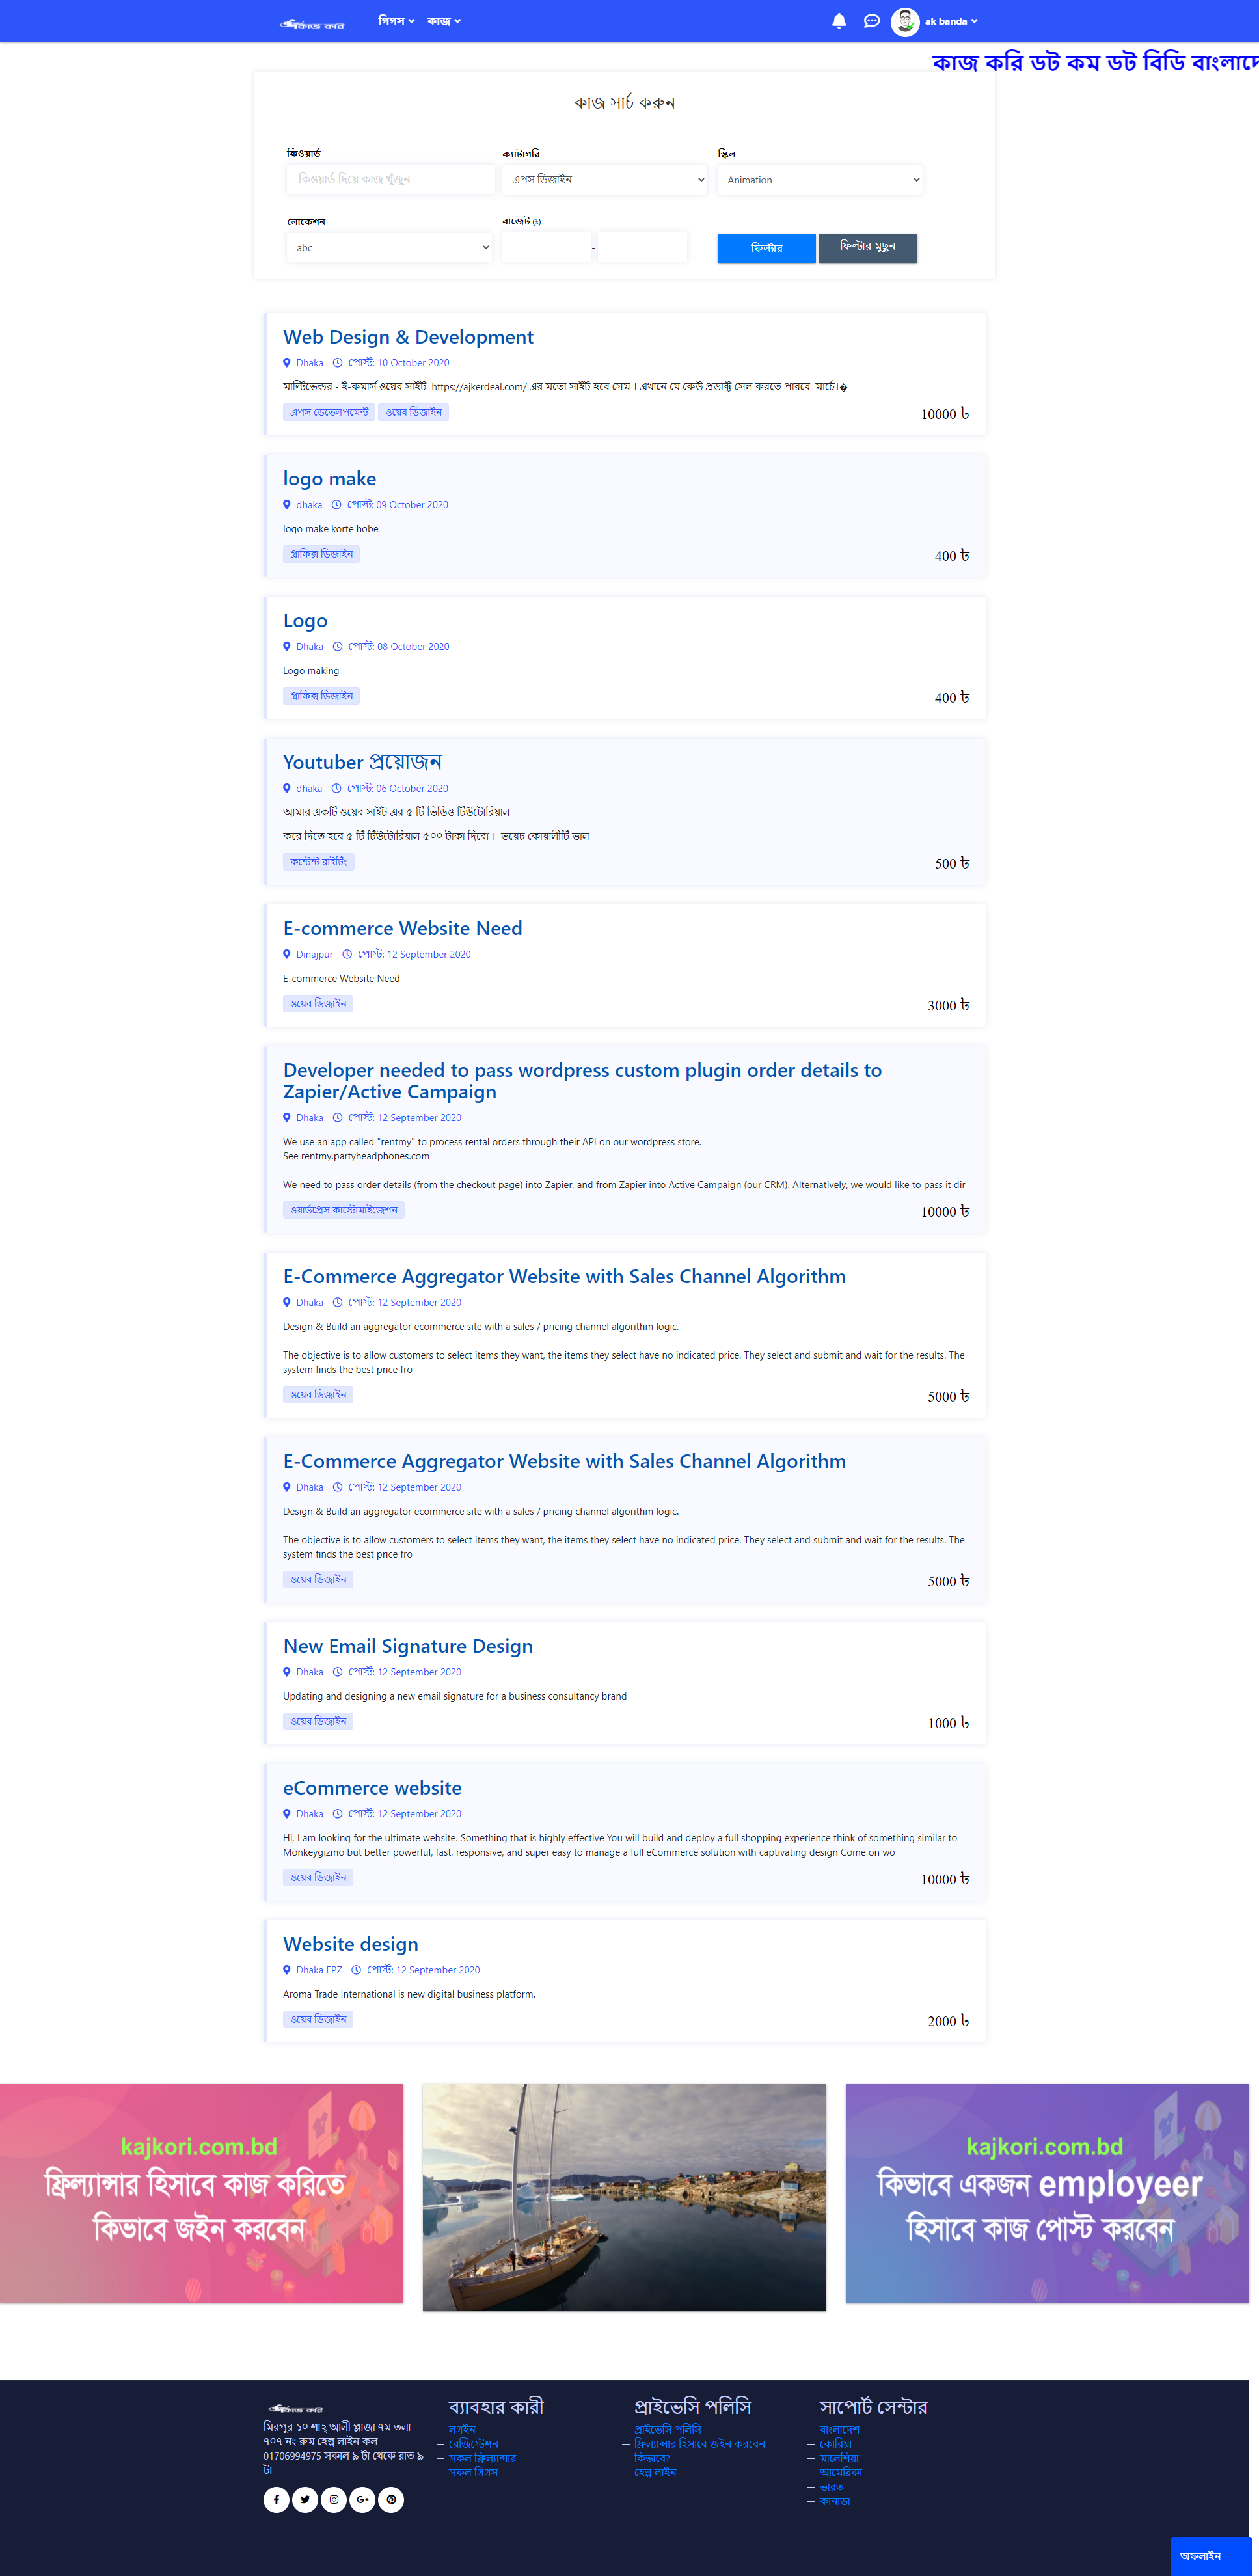 কাজ করি
গিগস
কাজ
ak banda
কাজ করি ডট কম ডট বিডি
কাজ সার্চ করুন
কিওয়ার্ড
ক্যাটাগরি
স্কিল
কিওয়ার্ড দিয়ে কাজ খুঁজুন
এপস ডিজাইন
Animation
লোকেশন
বাজেট (৳)
abc
-
ফিল্টার
ফিল্টার মুছুন
Web Design & Development
Dhaka পোস্ট: 10 October 2020
মাল্টিভেন্ডর - ই-কমার্স ওয়েব সাইট https://ajkerdeal.com/ এর মতো সাইট হবে সেম । এখানে যে কেউ প্রডাক্ট সেল করতে পারবে মার্চে।�
এপস ডেভেলপমেন্ট ওয়েব ডিজাইন
10000 ৳
logo make
dhaka পোস্ট: 09 October 2020
logo make korte hobe
গ্রাফিক্স ডিজাইন
400 ৳
Logo
Dhaka পোস্ট: 08 October 2020
Logo making
গ্রাফিক্স ডিজাইন
400 ৳
Youtuber প্রয়োজন
dhaka পোস্ট: 06 October 2020
আমার একটি ওয়েব সাইট এর ৫ টি ভিডিও টিউটোরিয়াল
করে দিতে হবে ৫ টি টিউটোরিয়াল ৫০০ টাকা দিবো । ভয়েচ কোয়ালীটি ভাল
কন্টেন্ট রাইটিং
500 ৳
E-commerce Website Need
Dinajpur পোস্ট: 12 September 2020
E-commerce Website Need
ওয়েব ডিজাইন
3000 ৳
Developer needed to pass wordpress custom plugin order details to
Zapier/Active Campaign
Dhaka পোস্ট: 12 September 2020
We use an app called "rentmy" to process rental orders through their API on our wordpress store.
See rentmy.partyheadphones.com
We need to pass order details (from the checkout page) into Zapier, and from Zapier into Active Campaign (our CRM). Alternatively, we would like to pass it dir
ওয়ার্ডপ্রেস কাস্টোমাইজেশন
10000 ৳
E-Commerce Aggregator Website with Sales Channel Algorithm
Dhaka পোস্ট: 12 September 2020
Design & Build an aggregator ecommerce site with a sales / pricing channel algorithm logic.
The objective is to allow customers to select items they want, the items they select have no indicated price. They select and submit and wait for the results. The
system finds the best price fro
ওয়েব ডিজাইন
5000 ৳
E-Commerce Aggregator Website with Sales Channel Algorithm
Dhaka পোস্ট: 12 September 2020
Design & Build an aggregator ecommerce site with a sales / pricing channel algorithm logic.
The objective is to allow customers to select items they want, the items they select have no indicated price. They select and submit and wait for the results. The
system finds the best price fro
ওয়েব ডিজাইন
5000 ৳
New Email Signature Design
Dhaka পোস্ট: 12 September 2020
Updating and designing a new email signature for a business consultancy brand
ওয়েব ডিজাইন
1000 ৳
eCommerce website
Dhaka পোস্ট: 12 September 2020
Hi, I am looking for the ultimate website. Something that is highly effective You will build and deploy a full shopping experience think of something similar to
Monkeygizmo but better powerful, fast, responsive, and super easy to manage a full eCommerce solution with captivating design Come on wo
ওয়েব ডিজাইন
10000 ৳
Website design
Dhaka EPZ পোস্ট: 12 September 2020
Aroma Trade International is new digital business platform.
ওয়েব ডিজাইন
2000 ৳
kajkori.com.bd
ফ্রিল্যান্সার হিসাবে কাজ করিতে
কিভাবে জইন করবেন
kajkori.com.bd
কিভাবে একজন employeer
হিসাবে কাজ পোস্ট করবেন
কাজ করি
মিরপুর-১০ শাহ্ আলী প্লাজা ৭ম তলা
৭০৭ নং রুম হেল্প লাইন কল
01706994975 সকাল ৯ টা থেকে রাত ৯
টা
ব্যাবহার কারী
লগইন
রেজিস্টেশন
সকল ফ্রিল্যান্সার
সকল গিগস
প্রাইভেসি পলিসি
প্রাইভেসি পলিসি
ফ্রিল্যান্সার হিসাবে জইন করবেন
কিভাবে?
হেল্প লাইন
সাপোর্ট সেন্টার
বাংলাদেশ
কোরিয়া
মালেশিয়া
আমেরিকা
ভারত
কানাডা
অফলাইন